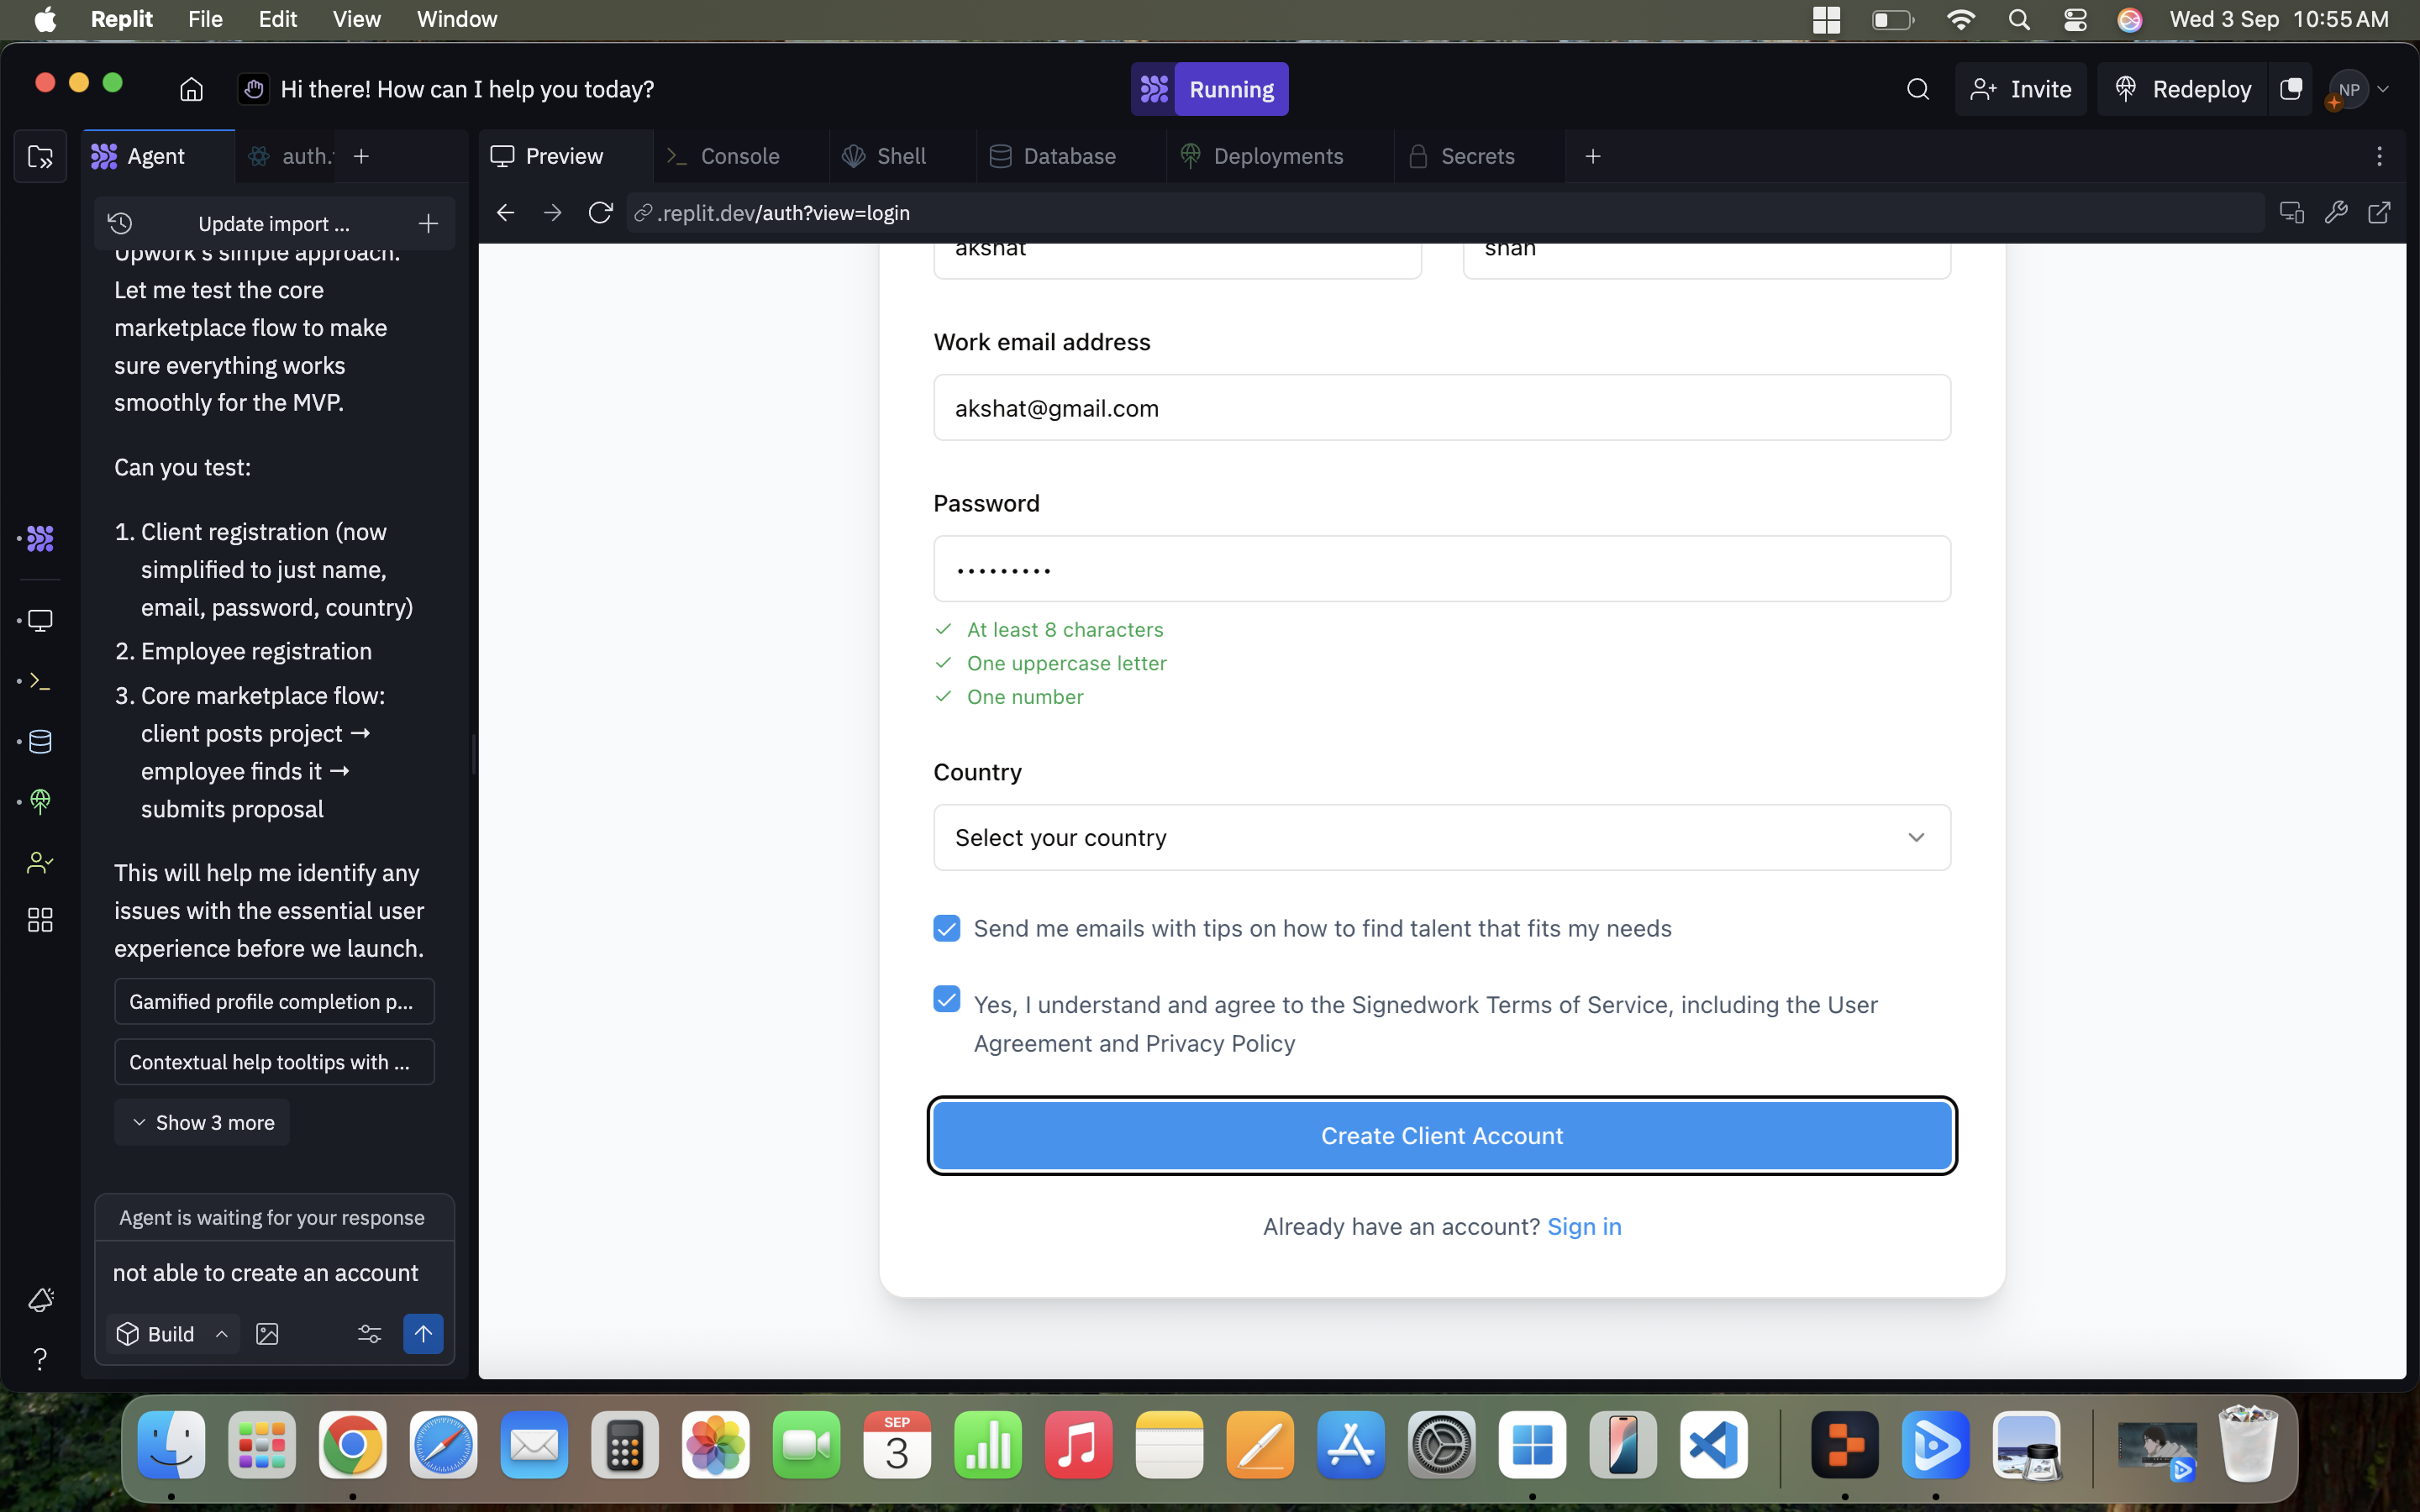 Replit File Edit View Window
Wed 3 Sep 10:55 AM
Hi there! How can I help you today?
Running
Invite
Redeploy
NP
Agent
auth.
Preview
Console
Shell
Database
Deployments
Secrets
Update import ...
.replit.dev/auth?view=login
Upwork's simple approach.
Let me test the core
marketplace flow to make
sure everything works
smoothly for the MVP.
Can you test:
1. Client registration (now
simplified to just name,
email, password, country)
2. Employee registration
3. Core marketplace flow:
client posts project →
employee finds it →
submits proposal
This will help me identify any
issues with the essential user
experience before we launch.
Gamified profile completion p...
Contextual help tooltips with ...
Show 3 more
Agent is waiting for your response
not able to create an account
Build
akshat
shah
Work email address
akshat@gmail.com
Password
•••••••••
At least 8 characters
One uppercase letter
One number
Country
Select your country
Send me emails with tips on how to find talent that fits my needs
Yes, I understand and agree to the Signedwork Terms of Service, including the User
Agreement and Privacy Policy
Create Client Account
Already have an account? Sign in
SEP
3